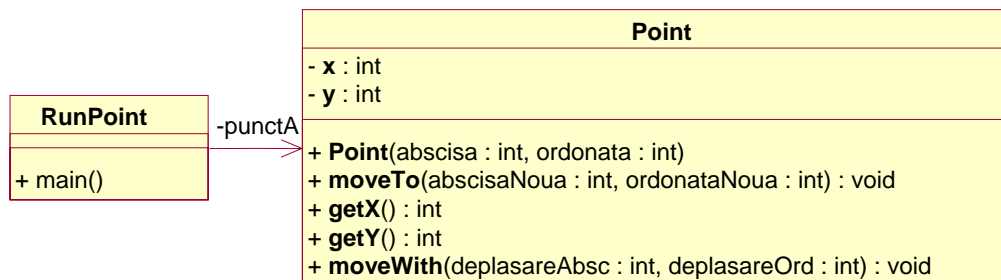 RunPoint
+ main()
-punctA
Point
- x : int
- y : int
+ Point(abscisa : int, ordonata : int)
+ moveTo(abscisaNoua : int, ordonataNoua : int) : void
+ getX() : int
+ getY() : int
+ moveWith(deplasareAbsc : int, deplasareOrd : int) : void